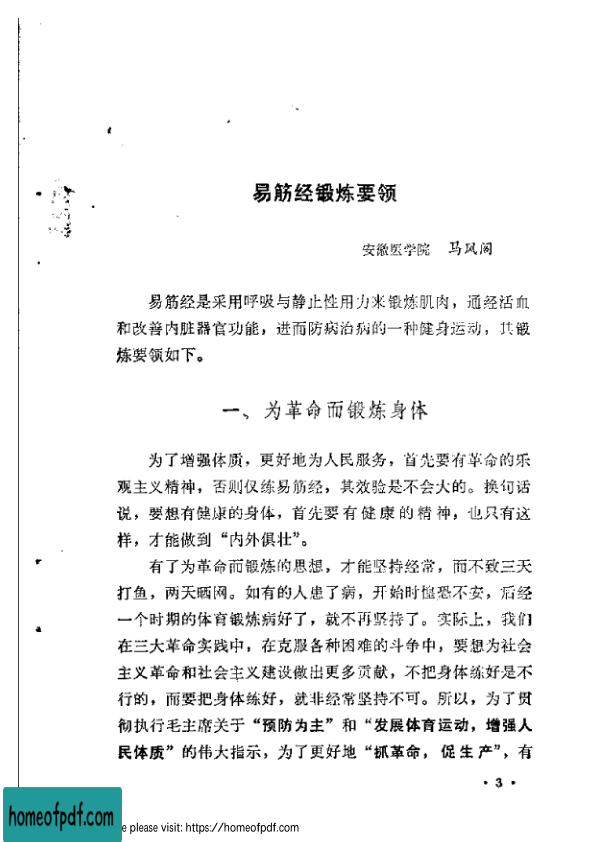 易筋经锻炼要领
安徽医学院 马凤阁
易筋经是采用呼吸与静止性用力来锻炼肌肉，通经活血
和改善内脏器官功能，进而防病治病的一种健身运动，其锻
炼要领如下。
一、为革命而锻炼身体
为了增强体质，更好地为人民服务，首先要有革命的乐
观主义精神，否则仅练易筋经，其效验是不会大的。换句话
说，要想有健康的身体，首先要有健康的精神，也只有这
样，才能做到“内外俱壮”。
有了为革命而锻炼的思想，才能坚持经常，而不致三天
打鱼，两天晒网。如有的人患了病，开始时惶恐不安，后经
一个时期的体育锻炼病好了，就不再坚持了。实际上，我们
在三大革命实践中，在克服各种困难的斗争中，要想为社会
主义革命和社会主义建设做出更多贡献，不把身体练好是不
行的，而要把身体练好，就非经常坚持不可。所以，为了贯
彻执行毛主席关于“预防为主”和“发展体育运动，增强人
民体质”的伟大指示，为了更好地“抓革命，促生产”，有
·3·
homeofpdf.com
e please visit: https://homeofpdf.com